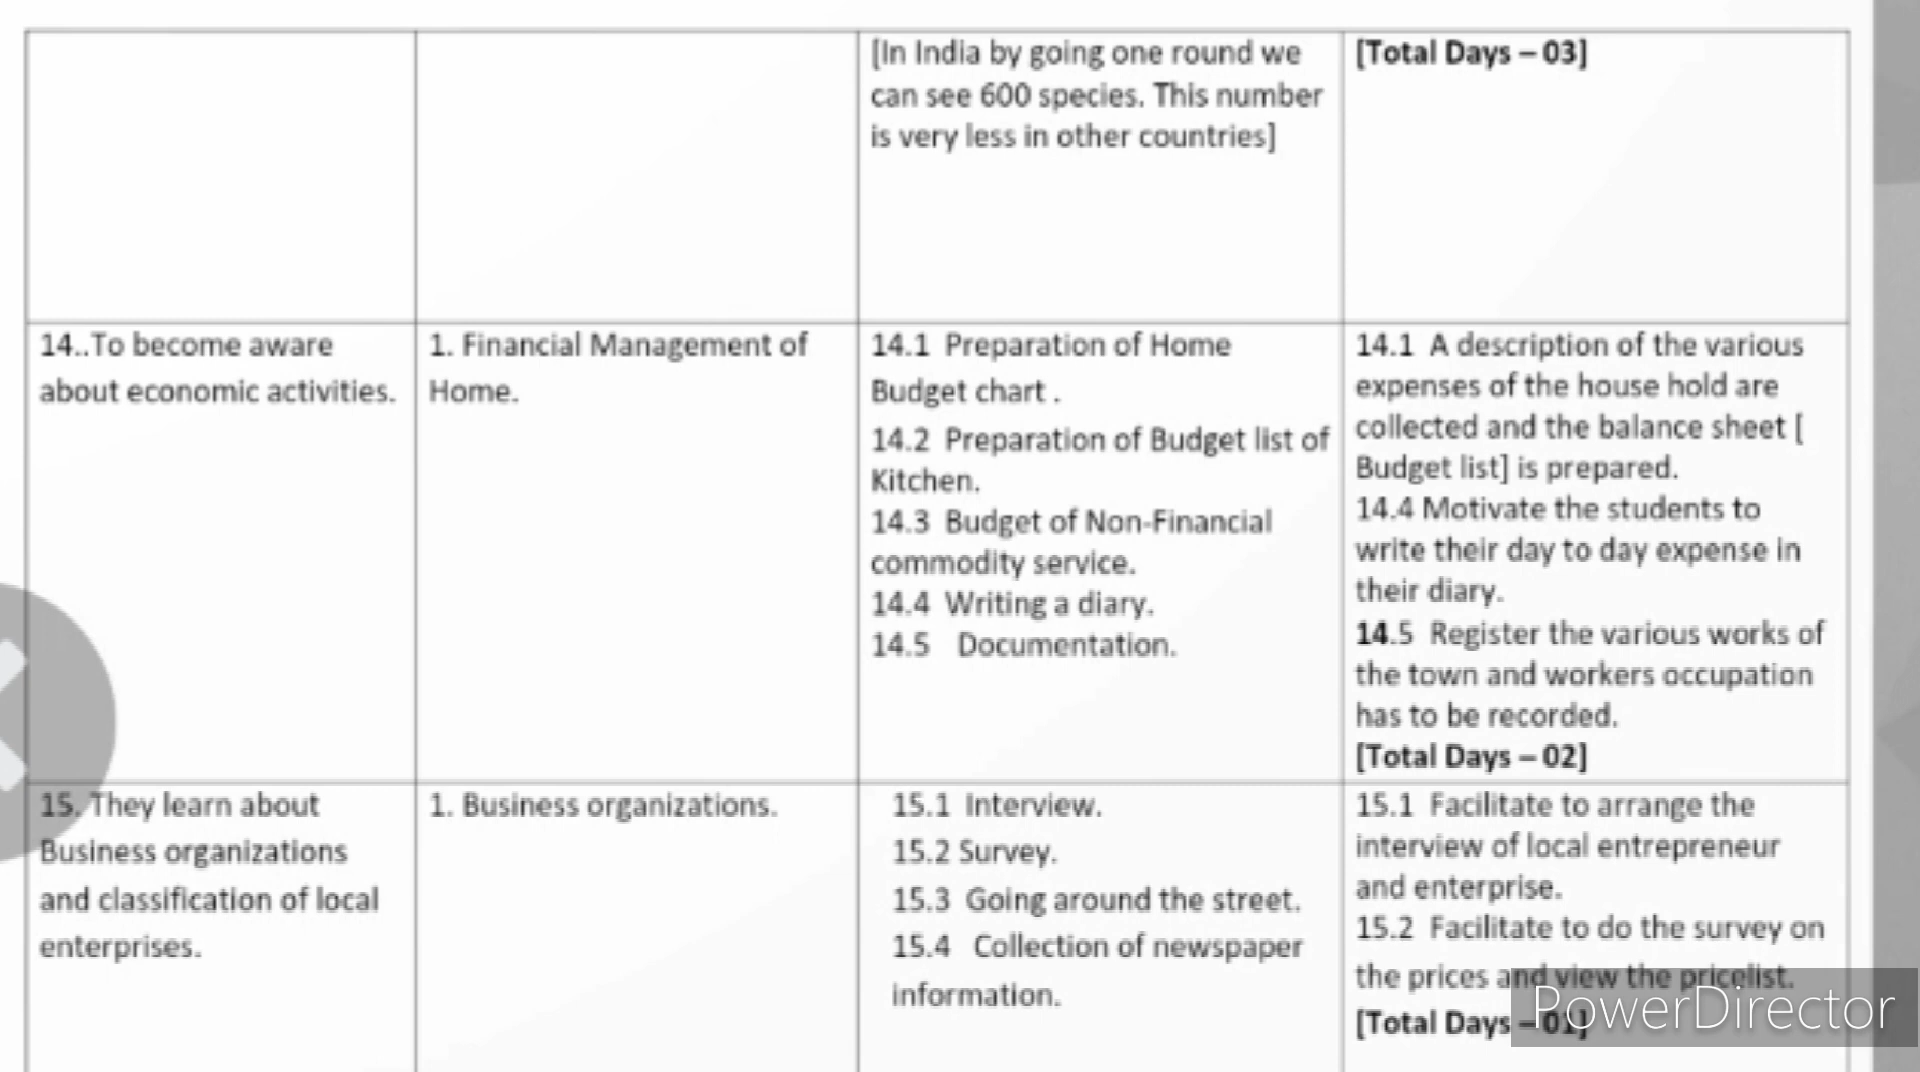 [In India by going one round we
can see 600 species. This number
is very less in other countries]
[Total Days – 03]
14..To become aware
about economic activities.
1. Financial Management of
Home.
14.1 Preparation of Home
Budget chart .
14.2 Preparation of Budget list of
Kitchen.
14.3 Budget of Non-Financial
commodity service.
14.4 Writing a diary.
14.5 Documentation.
14.1 A description of the various
expenses of the house hold are
collected and the balance sheet [
Budget list] is prepared.
14.4 Motivate the students to
write their day to day expense in
their diary.
14.5 Register the various works of
the town and workers occupation
has to be recorded.
[Total Days – 02]
15. They learn about
Business organizations
and classification of local
enterprises.
1. Business organizations.
15.1 Interview.
15.2 Survey.
15.3 Going around the street.
15.4 Collection of newspaper
information.
15.1 Facilitate to arrange the
interview of local entrepreneur
and enterprise.
15.2 Facilitate to do the survey on
the prices and view the pricelist.
[Total Days – 01]
PowerDirector